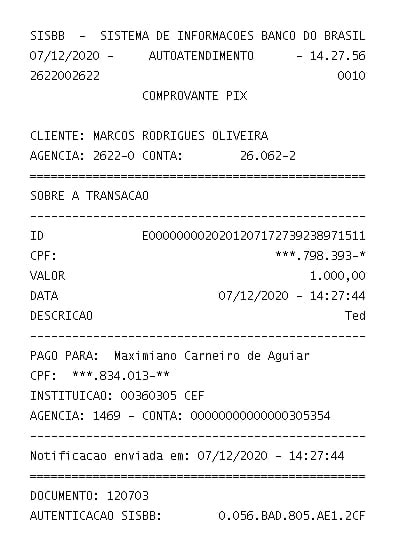 SISBB - SISTEMA DE INFORMACOES BANCO DO BRASIL
07/12/2020 - AUTOATENDIMENTO - 14.27.56
2622002622 0010
COMPROVANTE PIX
CLIENTE: MARCOS RODRIGUES OLIVEIRA
AGENCIA: 2622-0 CONTA: 26.062-2
================================================
SOBRE A TRANSACAO
------------------------------------------------
ID E00000000202012071727392389715​11
CPF: ***.798.393-*
VALOR 1.000,00
DATA 07/12/2020 - 14:27:44
DESCRICAO Ted
------------------------------------------------
PAGO PARA: Maximiano Carneiro de Aguiar
CPF: ***.834.013-**
INSTITUICAO: 00360305 CEF
AGENCIA: 1469 - CONTA: 00000000000000305354
------------------------------------------------
Notificacao enviada em: 07/12/2020 - 14:27:44
================================================
DOCUMENTO: 120703
AUTENTICACAO SISBB: 0.056.BAD.805.AE1.2CF